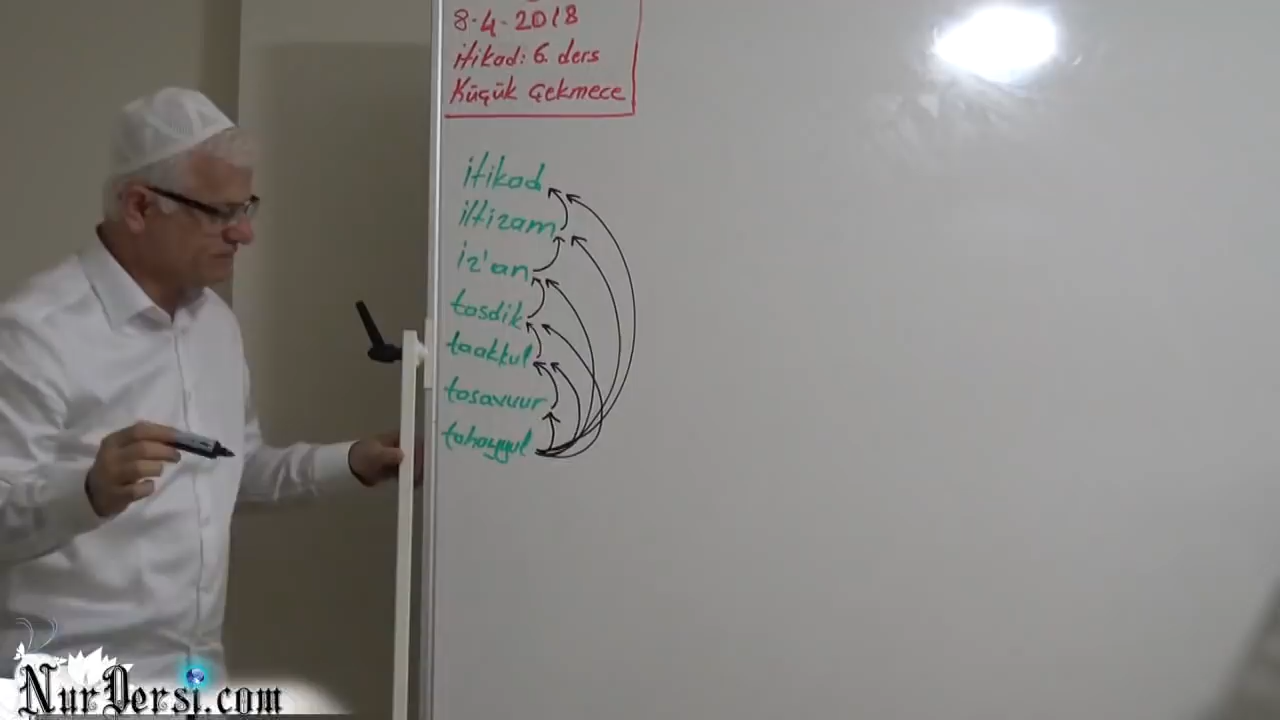 8-4-2018
itikad: 6. ders
Küçük Çekmece
itikad
iltizam
iz'an
tasdik
taakkul
tasavvur
tahayyul
NurDersi.com